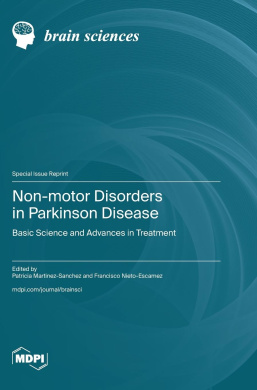 brain sciences
Special Issue Reprint
Non-motor Disorders
in Parkinson Disease
Basic Science and Advances in Treatment
Edited by
Patricia Martinez-Sanchez and Francisco Nieto-Escamez
mdpi.com/journal/brainsci
MDPI